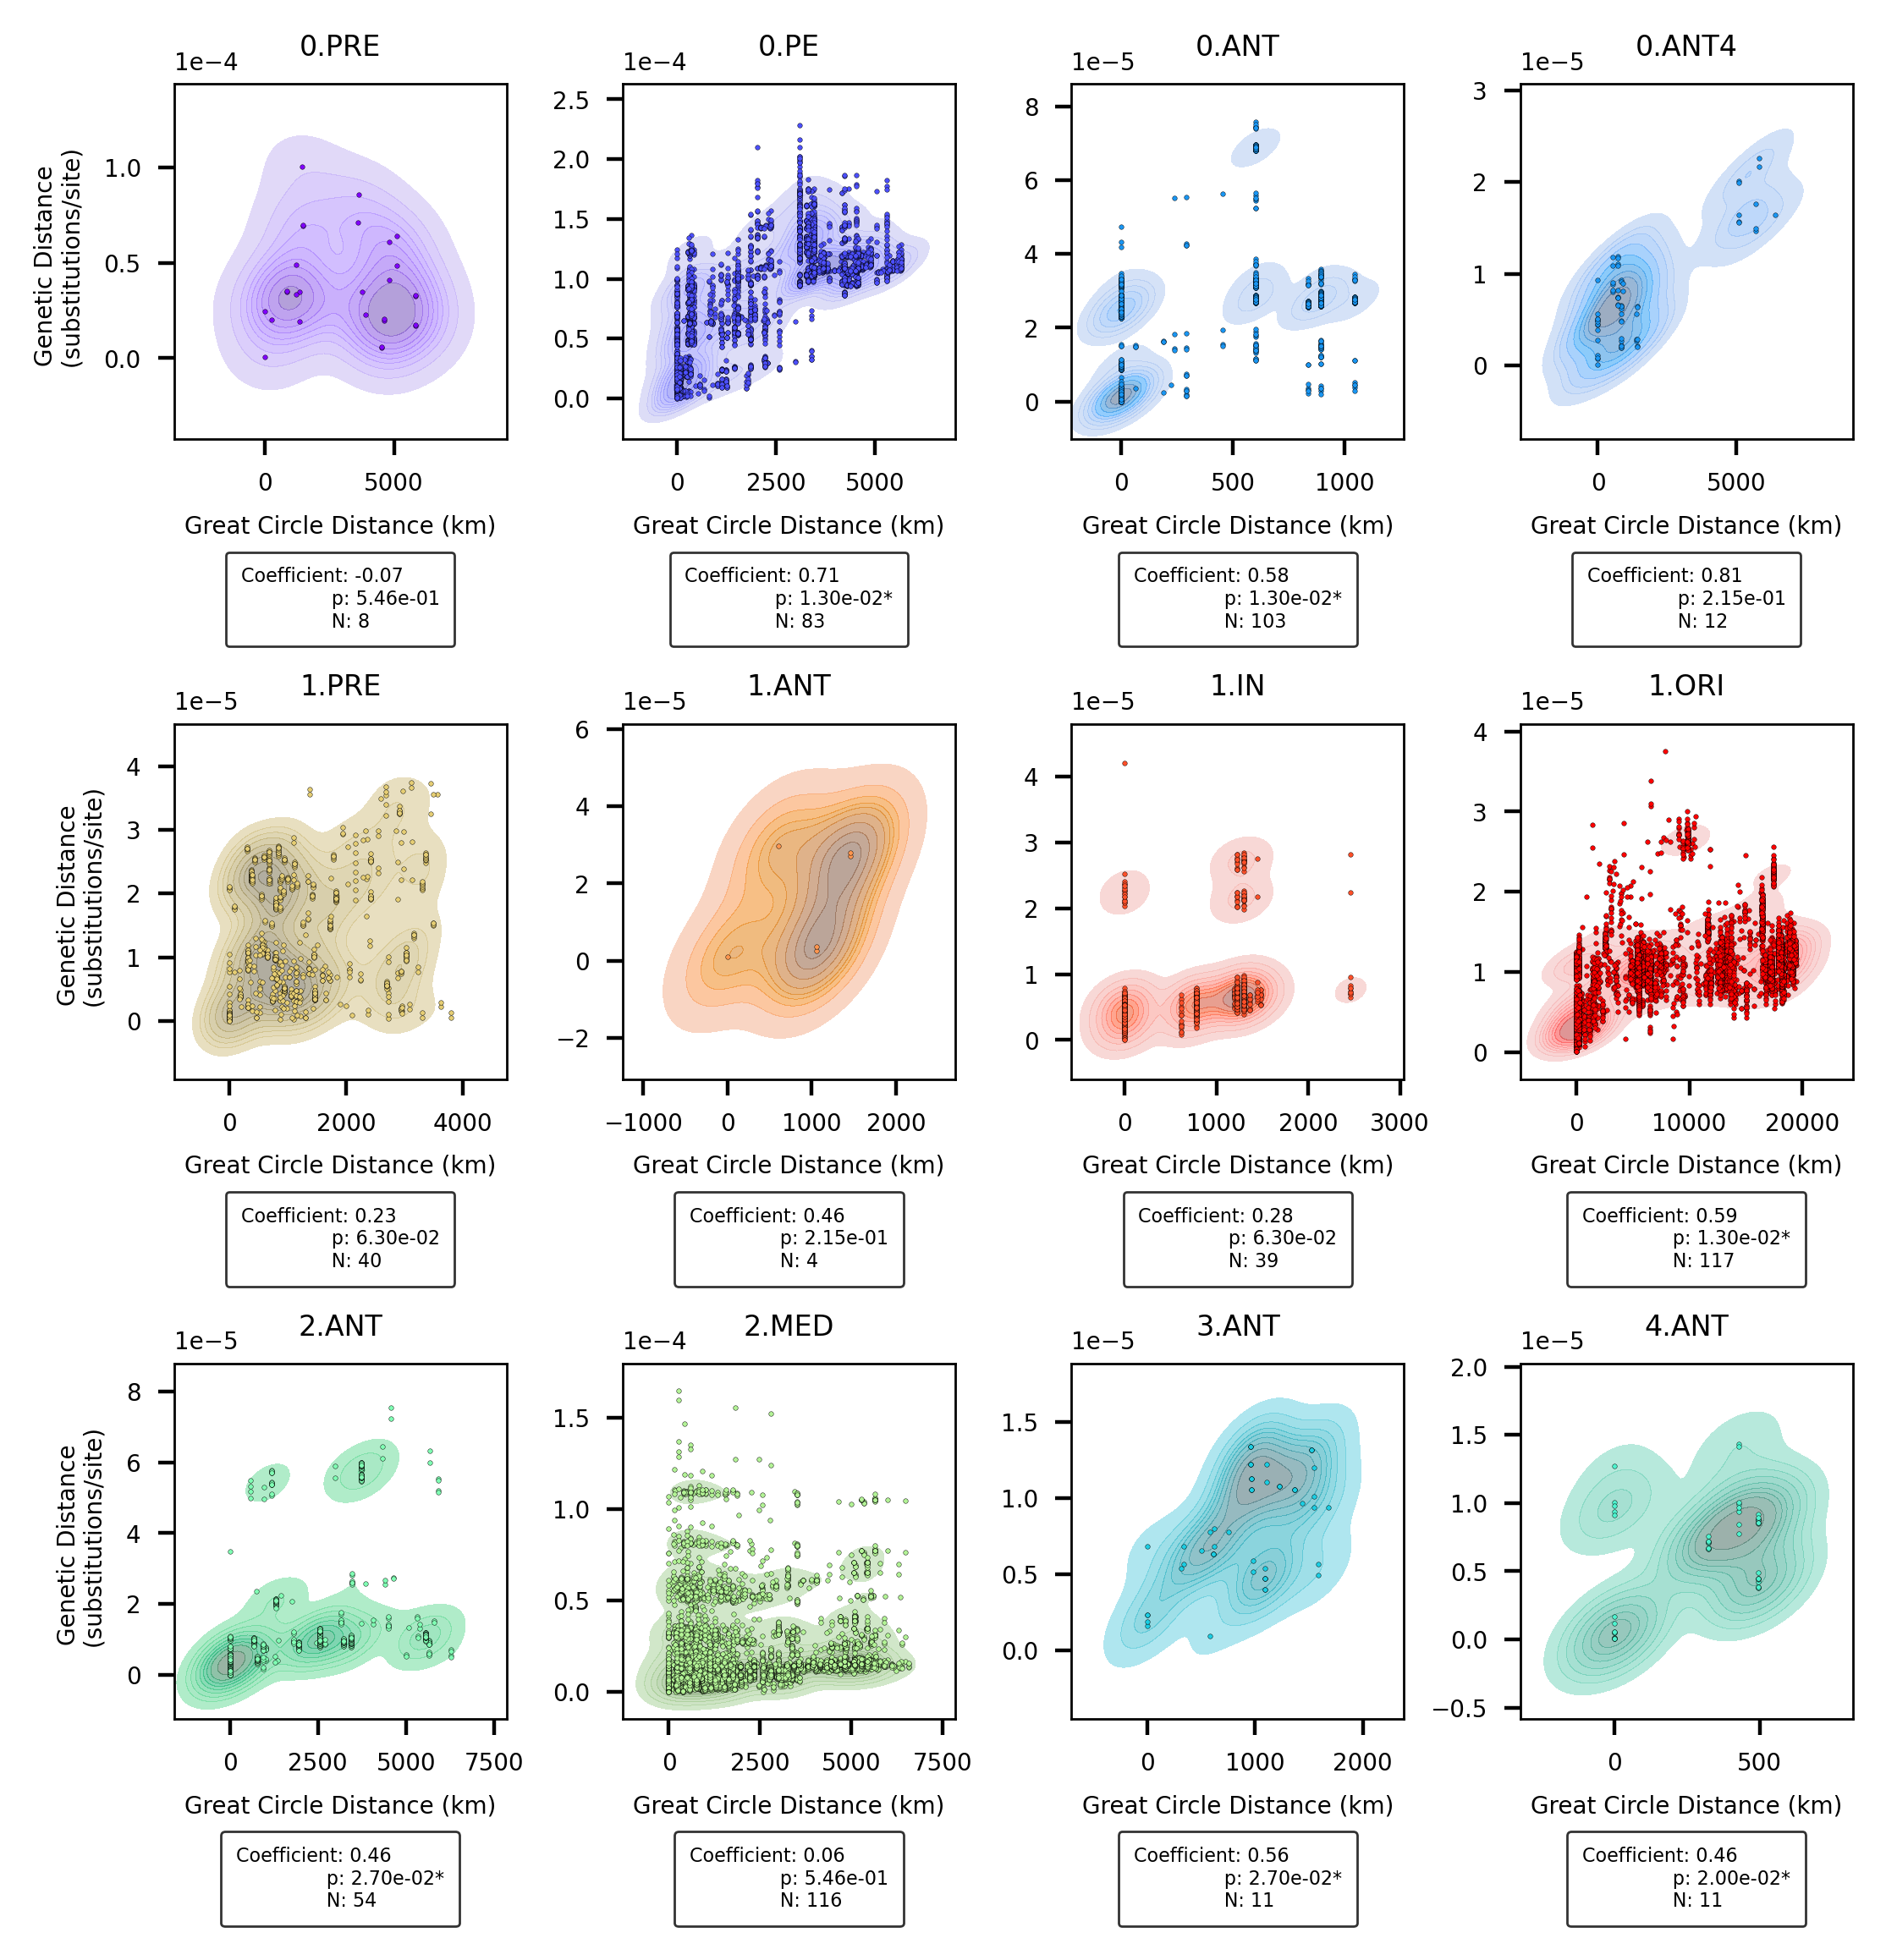 0.PRE
0.PE
0.ANT
0.ANT4
1e−4
1e−4
1e−5
1e−5
Genetic Distance
(substitutions/site)
1.0
0.5
0.0
2.5
2.0
1.5
1.0
0.5
0.0
8
6
4
2
0
3
2
1
0
0 5000
0 2500 5000
0 500 1000
0 5000
Great Circle Distance (km)
Great Circle Distance (km)
Great Circle Distance (km)
Great Circle Distance (km)
Coefficient: -0.07
p: 5.46e-01
N: 8
Coefficient: 0.71
p: 1.30e-02*
N: 83
Coefficient: 0.58
p: 1.30e-02*
N: 103
Coefficient: 0.81
p: 2.15e-01
N: 12
1.PRE
1.ANT
1.IN
1.ORI
1e−5
1e−5
1e−5
1e−5
Genetic Distance
(substitutions/site)
4
3
2
1
0
6
4
2
0
−2
4
3
2
1
0
4
3
2
1
0
0 2000 4000
−1000 0 1000 2000
0 1000 2000 3000
0 10000 20000
Great Circle Distance (km)
Great Circle Distance (km)
Great Circle Distance (km)
Great Circle Distance (km)
Coefficient: 0.23
p: 6.30e-02
N: 40
Coefficient: 0.46
p: 2.15e-01
N: 4
Coefficient: 0.28
p: 6.30e-02
N: 39
Coefficient: 0.59
p: 1.30e-02*
N: 117
2.ANT
2.MED
3.ANT
4.ANT
1e−5
1e−4
1e−5
1e−5
Genetic Distance
(substitutions/site)
8
6
4
2
0
1.5
1.0
0.5
0.0
1.5
1.0
0.5
0.0
2.0
1.5
1.0
0.5
0.0
−0.5
0 2500 5000 7500
0 2500 5000 7500
0 1000 2000
0 500
Great Circle Distance (km)
Great Circle Distance (km)
Great Circle Distance (km)
Great Circle Distance (km)
Coefficient: 0.46
p: 2.70e-02*
N: 54
Coefficient: 0.06
p: 5.46e-01
N: 116
Coefficient: 0.56
p: 2.70e-02*
N: 11
Coefficient: 0.46
p: 2.00e-02*
N: 11